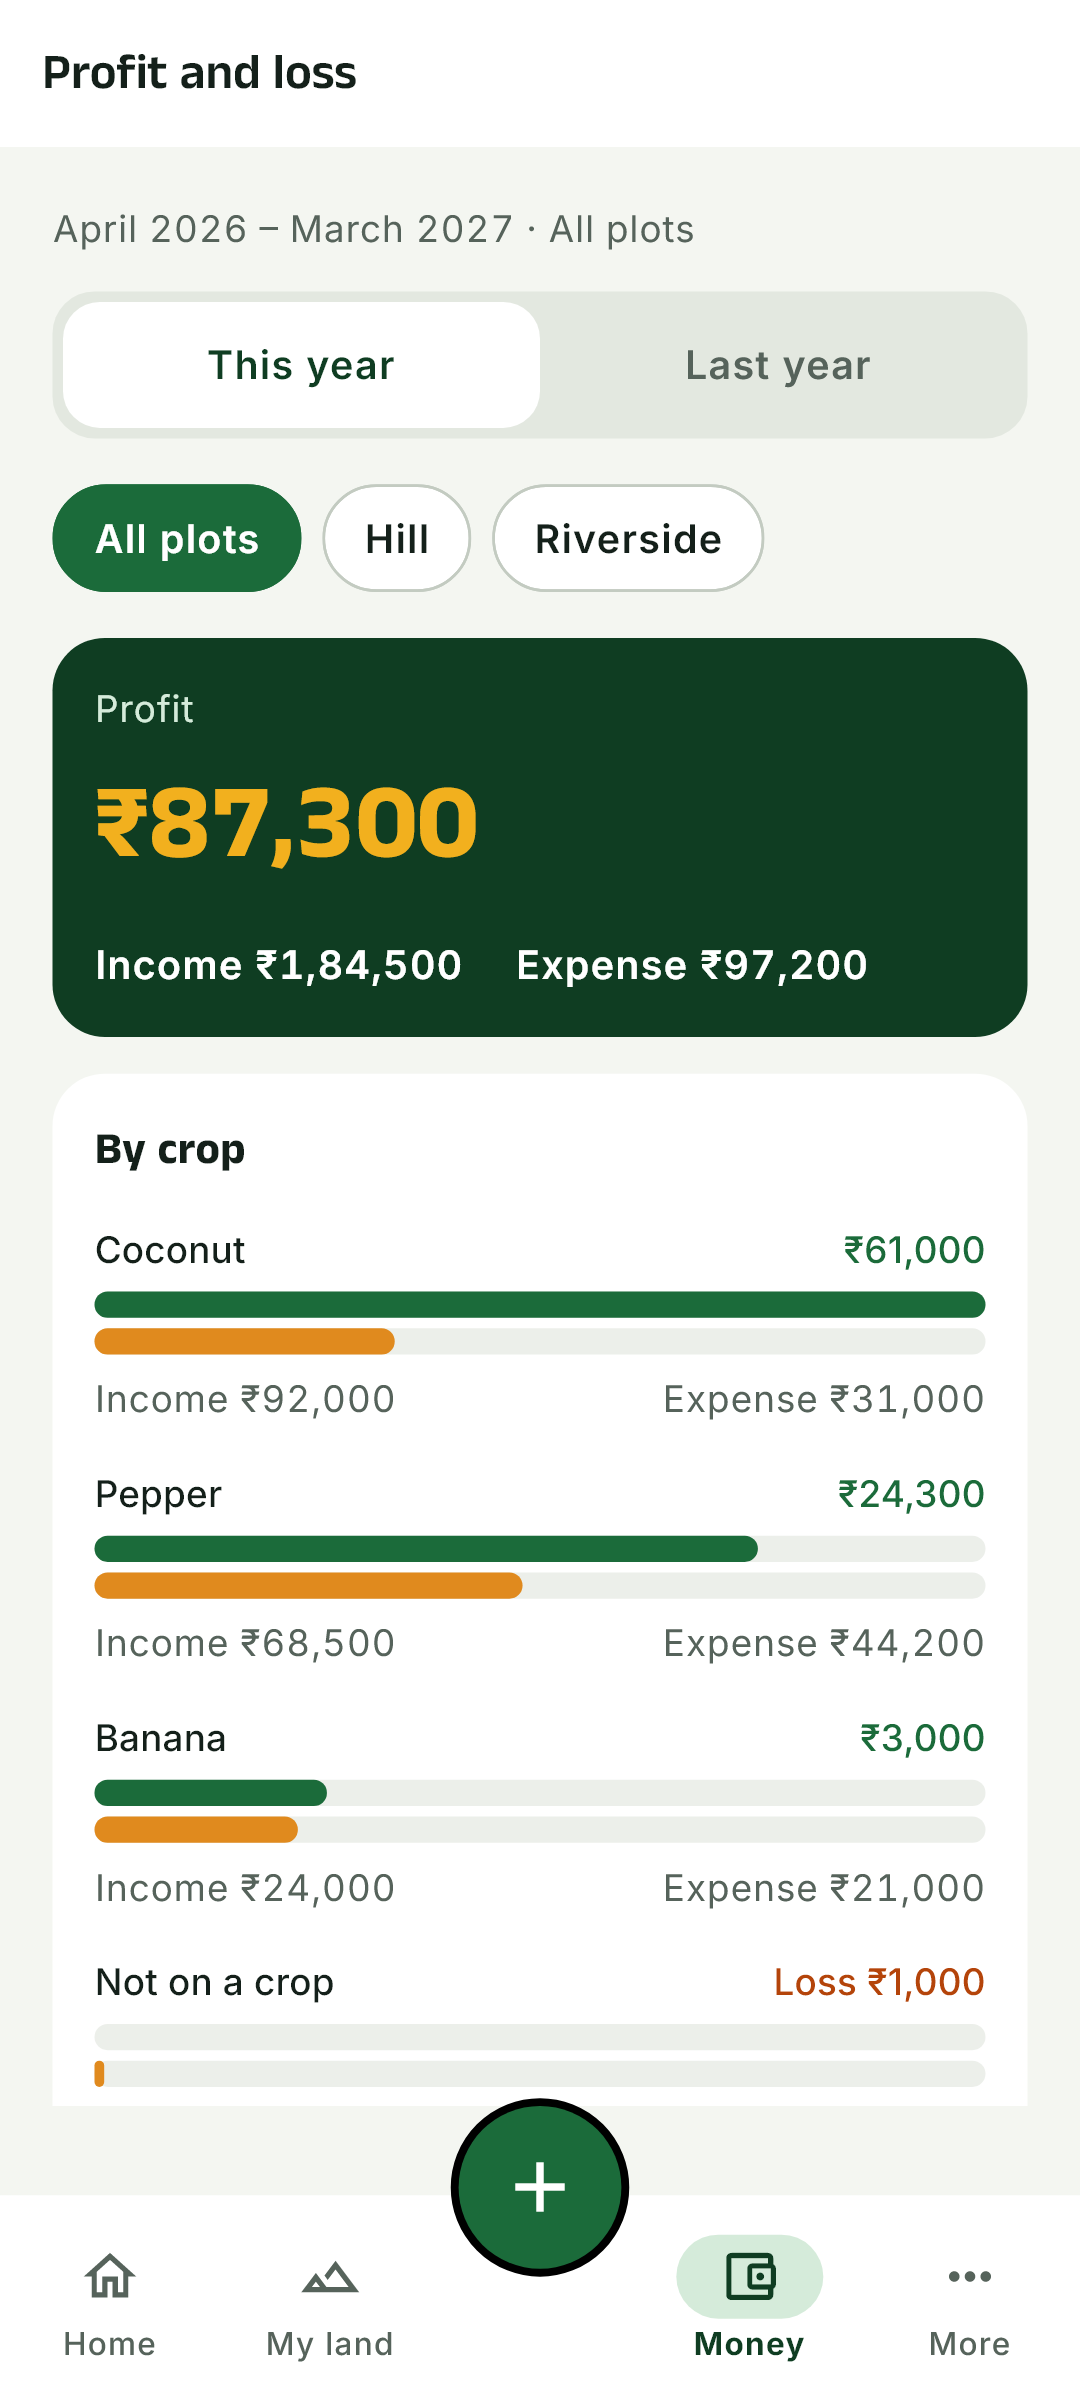 Profit and loss
April 2026 – March 2027 · All plots
This year Last year
All plots Hill Riverside
Profit
₹87,300
Income ₹1,84,500 Expense ₹97,200
By crop
Coconut ₹61,000
Income ₹92,000 Expense ₹31,000
Pepper ₹24,300
Income ₹68,500 Expense ₹44,200
Banana ₹3,000
Income ₹24,000 Expense ₹21,000
Not on a crop Loss ₹1,000
Home My land Money More